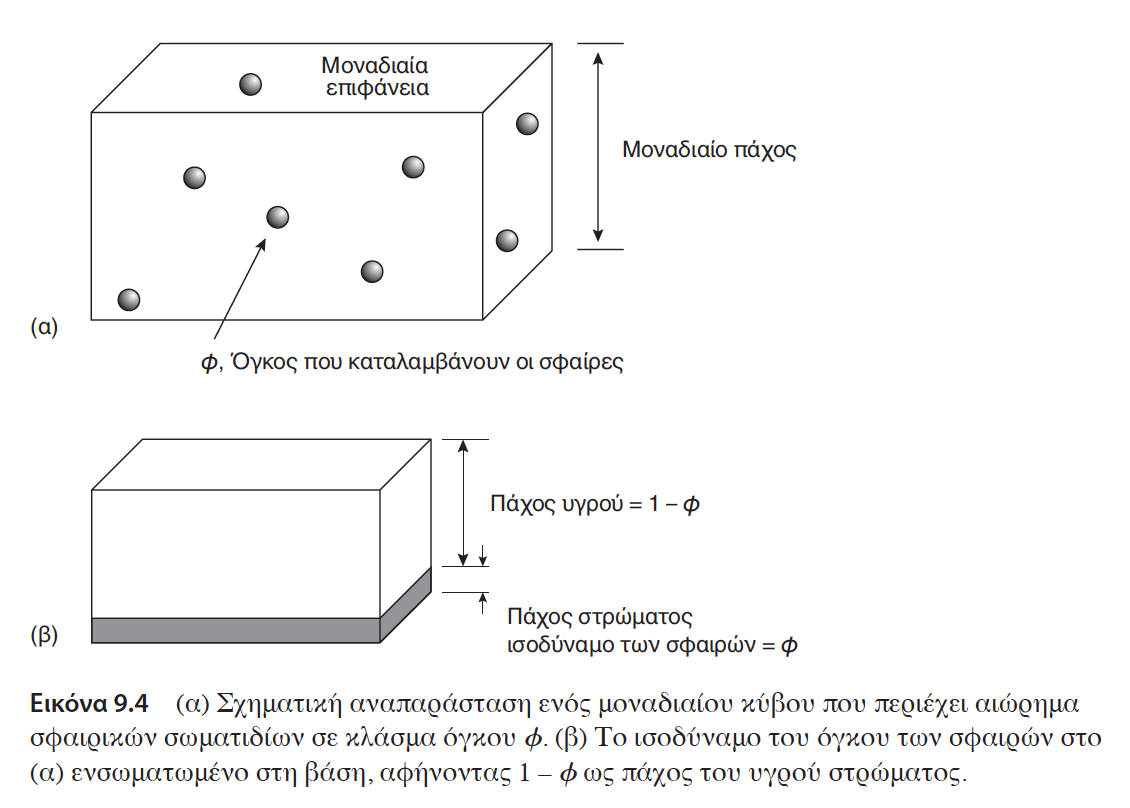 Μοναδιαία
επιφάνεια
Μοναδιαίο πάχος
(α)
ϕ, Όγκος που καταλαμβάνουν οι σφαίρες
Πάχος υγρού = 1 – ϕ
Πάχος στρώματος
ισοδύναμο των σφαιρών = ϕ
(β)
Εικόνα 9.4 (α) Σχηματική αναπαράσταση ενός μοναδιαίου κύβου που περιέχει αιώρημα
σφαιρικών σωματιδίων σε κλάσμα όγκου ϕ. (β) Το ισοδύναμο του όγκου των σφαιρών στο
(α) ενσωματωμένο στη βάση, αφήνοντας 1 – ϕ ως πάχος του υγρού στρώματος.